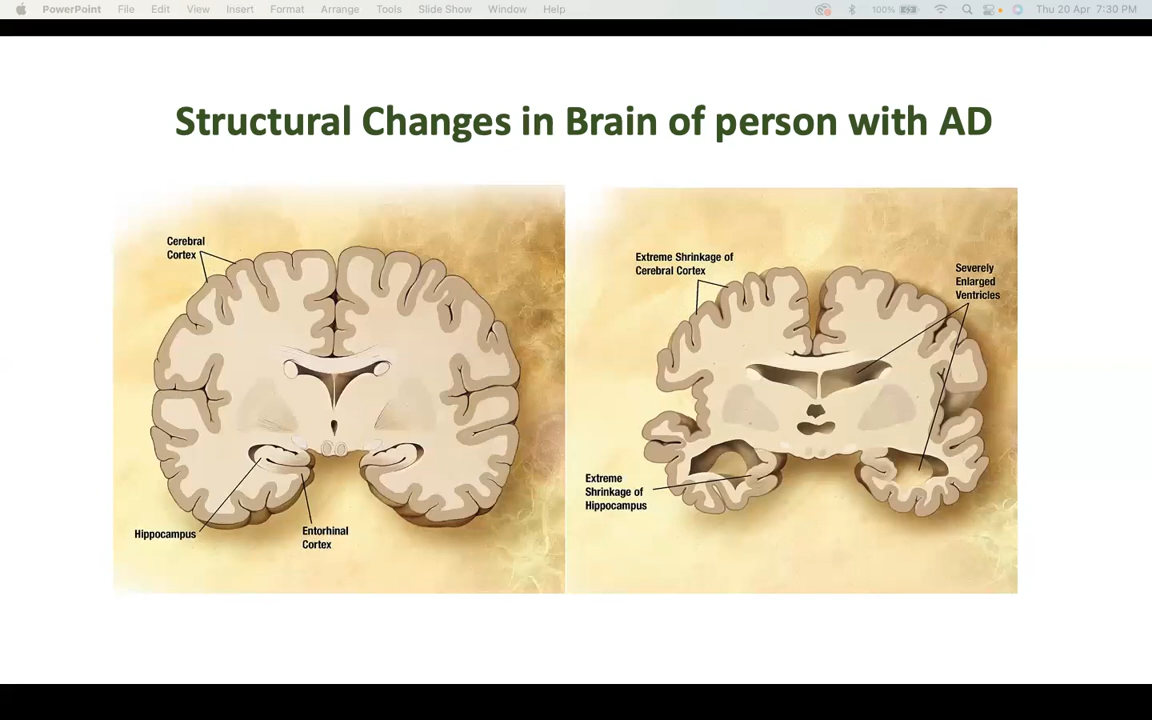 PowerPoint File Edit View Insert Format Arrange Tools Slide Show Window Help 100% Thu 20 Apr 7:30 PM
Structural Changes in Brain of person with AD
Cerebral
Cortex
Hippocampus
Entorhinal
Cortex
Extreme Shrinkage of
Cerebral Cortex
Severely
Enlarged
Ventricles
Extreme
Shrinkage of
Hippocampus